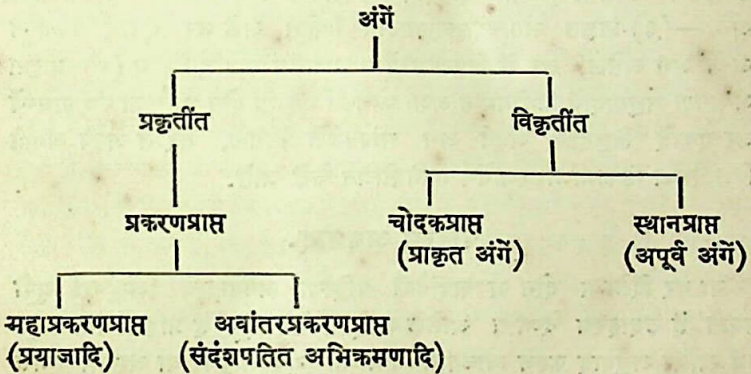 अंगें
प्रकृतींत विकृतींत
प्रकरणप्राप्त चोदकप्राप्त स्थानप्राप्त
(प्राकृत अंगें) (अपूर्व अंगें)
महाप्रकरणप्राप्त अवांतरप्रकरणप्राप्त
(प्रयाजादि) (संदंशपतित अभिक्रमणादि)